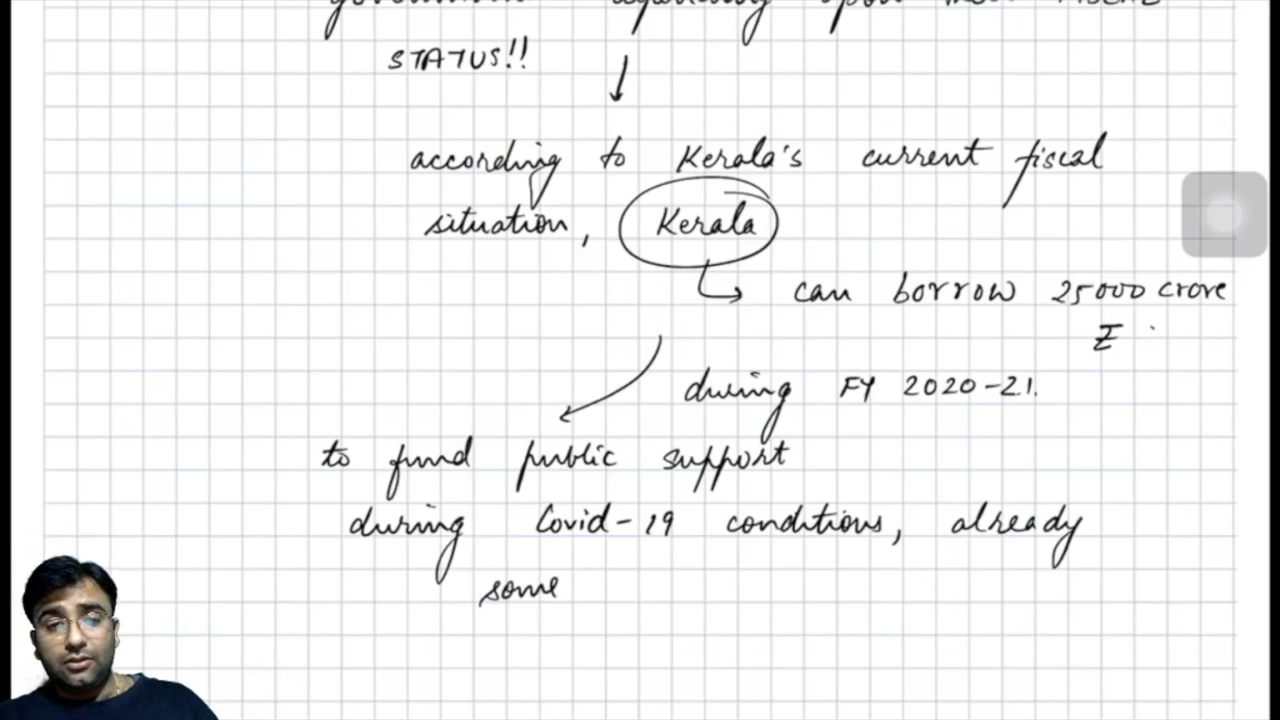 STATUS!!
according to Kerala's current fiscal
situation, Kerala
can borrow 25000 crore
₹
during FY 2020-21.
to fund public support
during Covid-19 conditions, already
some